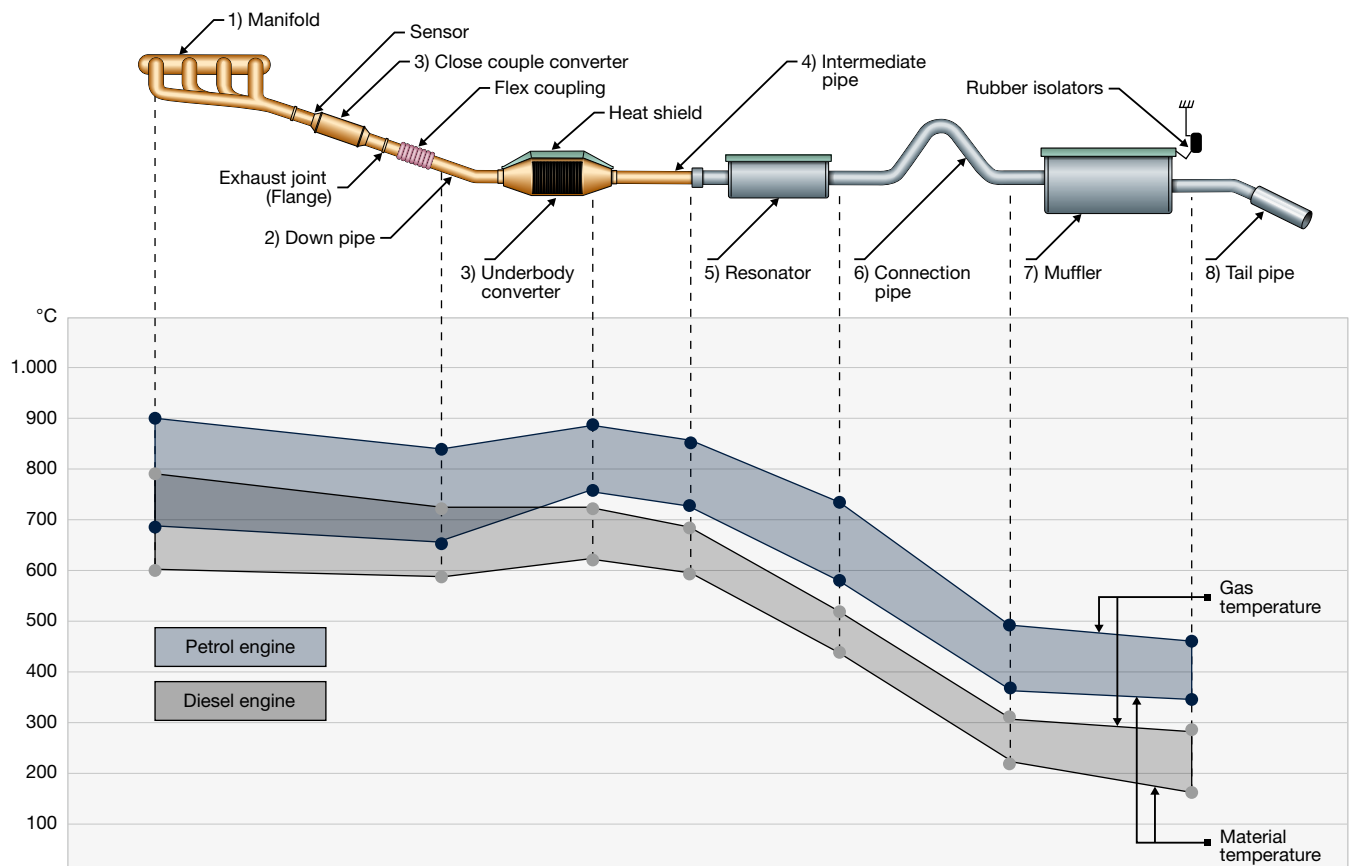 1) Manifold
Sensor
3) Close couple converter
Flex coupling
Heat shield
4) Intermediate
pipe
Rubber isolators
Exhaust joint
(Flange)
2) Down pipe
3) Underbody
converter
5) Resonator
6) Connection
pipe
7) Muffler
8) Tail pipe
°C
1.000
900
800
700
600
500
400
300
200
100
Petrol engine
Diesel engine
Gas
temperature
Material
temperature